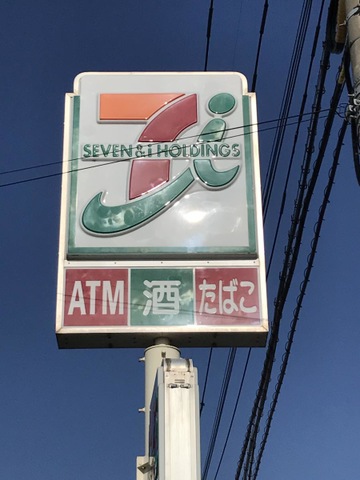 SEVEN & i HOLDINGS
ATM 酒 たばこ